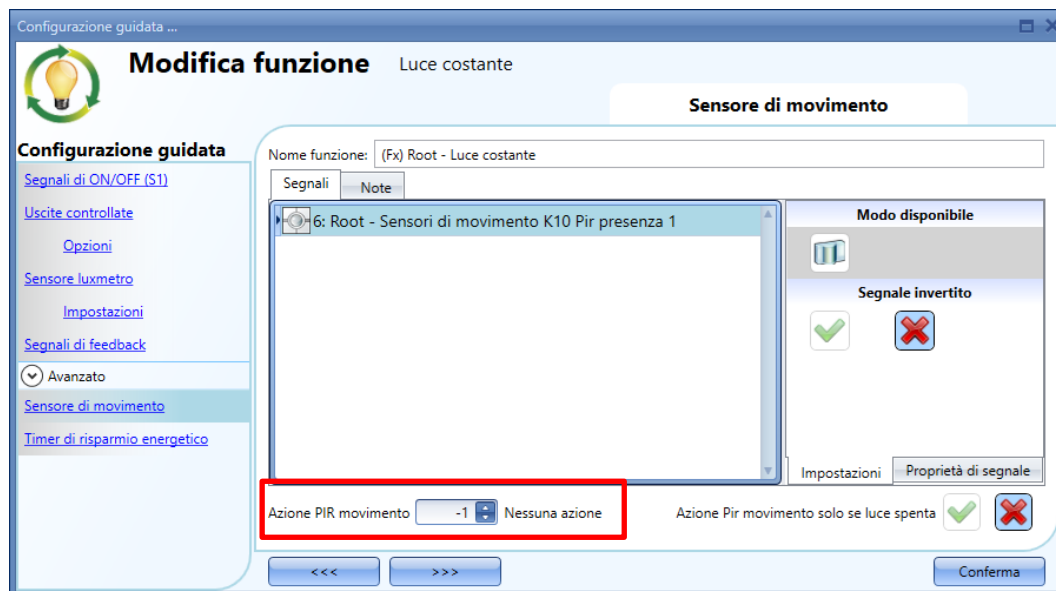 Configurazione guidata ...
Modifica funzione Luce costante
Sensore di movimento
Configurazione guidata
Segnali di ON/OFF (S1)
Uscite controllate
Opzioni
Sensore luxmetro
Impostazioni
Segnali di feedback
Avanzato
Sensore di movimento
Timer di risparmio energetico
Nome funzione: (Fx) Root - Luce costante
Segnali Note
6: Root - Sensori di movimento K10 Pir presenza 1
Modo disponibile
Segnale invertito
Impostazioni Proprietà di segnale
Azione PIR movimento -1 Nessuna azione
Azione Pir movimento solo se luce spenta
<<< >>> Conferma